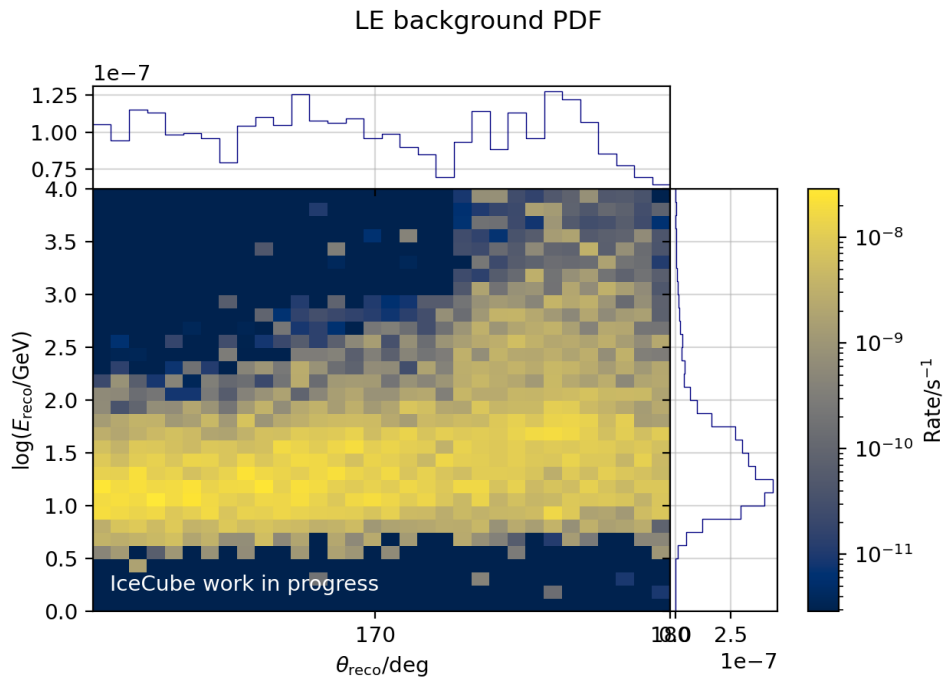 LE background PDF
1e−7
1.25
1.00
0.75
4.0
3.5
3.0
2.5
2.0
1.5
1.0
0.5
0.0
log(E_reco/GeV)
IceCube work in progress
170
180
θ_reco/deg
0.0
2.5
1e−7
10⁻⁸
10⁻⁹
10⁻¹⁰
10⁻¹¹
Rate/s⁻¹